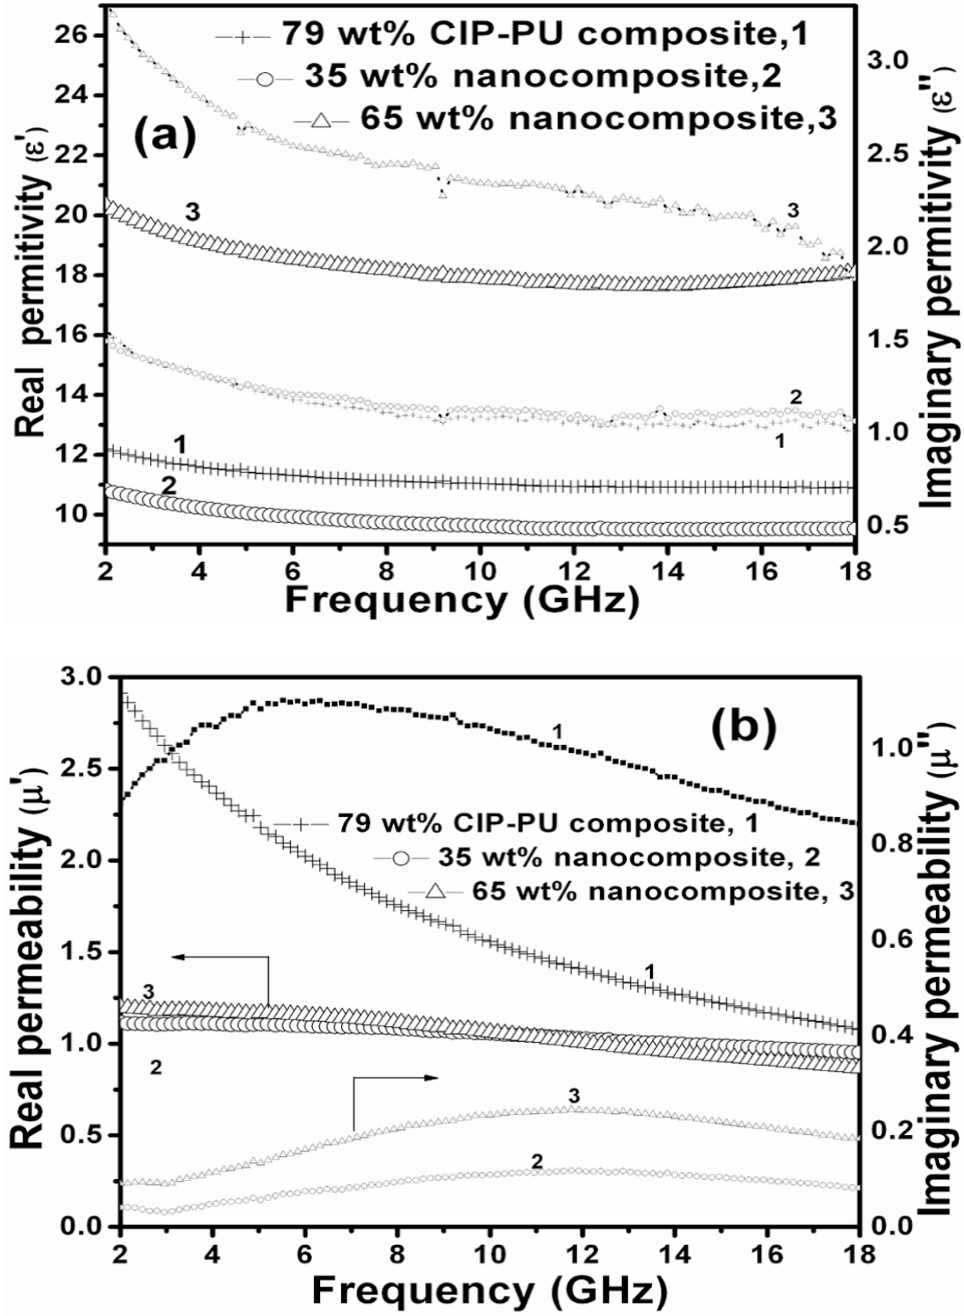 79 wt% CIP-PU composite,1
35 wt% nanocomposite,2
65 wt% nanocomposite,3
(a)
Real permitivity (ε')
26
24
22
20
18
16
14
12
10
Imaginary permitivity (ε'')
3.0
2.5
2.0
1.5
1.0
0.5
3
3
2
1
1
2
2 4 6 8 10 12 14 16 18
Frequency (GHz)
(b)
Real permeability (μ')
3.0
2.5
2.0
1.5
1.0
0.5
0.0
Imaginary permeability (μ'')
1.0
0.8
0.6
0.4
0.2
0.0
1
79 wt% CIP-PU composite, 1
35 wt% nanocomposite, 2
65 wt% nanocomposite, 3
1
3
2
3
2
2 4 6 8 10 12 14 16 18
Frequency (GHz)